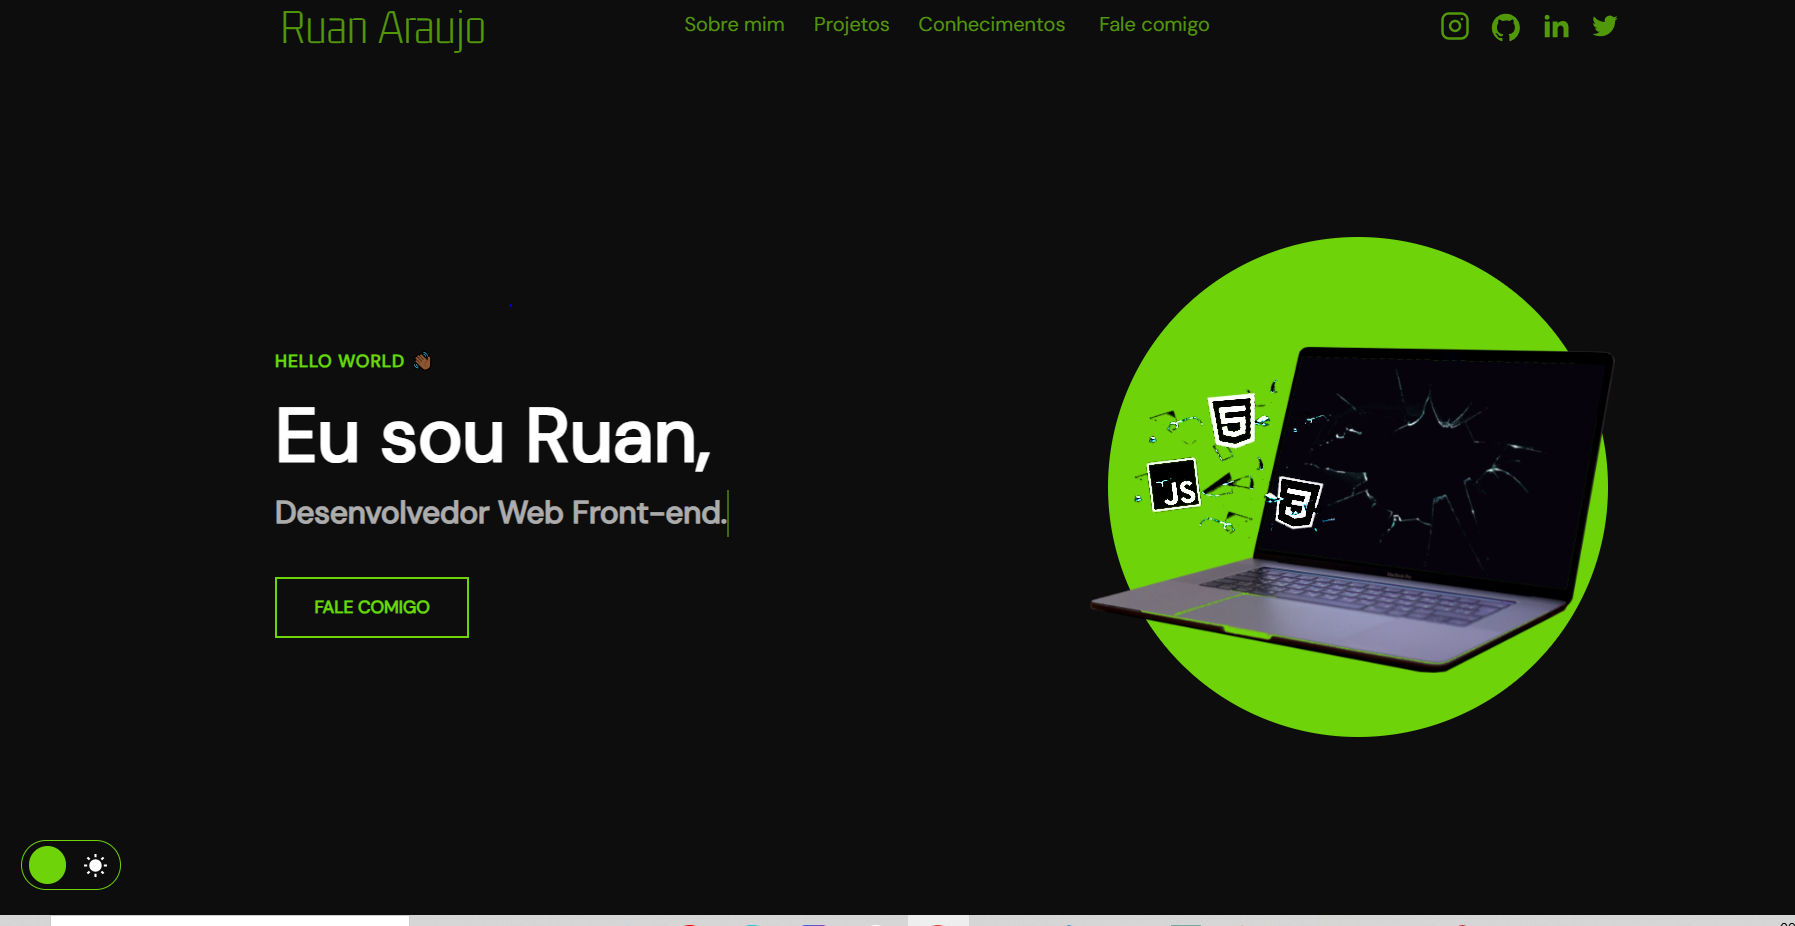 Ruan Araujo
Sobre mim Projetos Conhecimentos Fale comigo
HELLO WORLD 👋🏾
Eu sou Ruan,
Desenvolvedor Web Front-end.
FALE COMIGO
5
JS
3